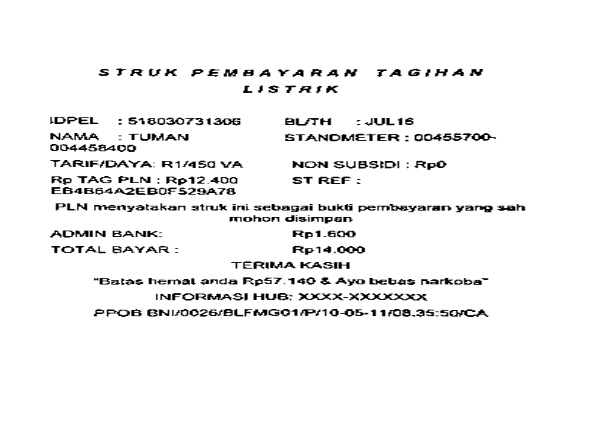 STRUK PEMBAYARAN TAGIHAN
LISTRIK
IDPEL : 518030731306 BL/TH : JUL16
NAMA : TUMAN STANDMETER : 00455700-
004458400
TARIF/DAYA: R1/450 VA NON SUBSIDI : Rp0
Rp TAG PLN : Rp12.400 ST REF :
EB4B64A2EB0F529A78
PLN menyatakan struk ini sebagai bukti pembayaran yang sah
mohon disimpan
ADMIN BANK: Rp1.600
TOTAL BAYAR : Rp14.000
TERIMA KASIH
"Batas hemat anda Rp57.140 & Ayo bebas narkoba"
INFORMASI HUB: XXXX-XXXXXXX
PPOB BNI/0026/BLFMG01/P/10-05-11/08.35:50/CA